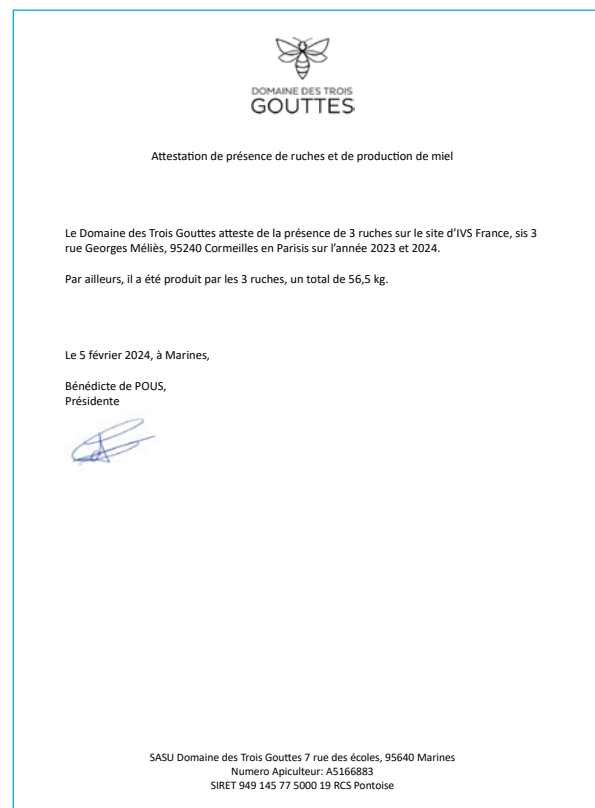 DOMAINE DES TROIS
GOUTTES
Attestation de présence de ruches et de production de miel
Le Domaine des Trois Gouttes atteste de la présence de 3 ruches sur le site d'IVS France, sis 3
rue Georges Méliès, 95240 Cormeilles en Parisis sur l'année 2023 et 2024.
Par ailleurs, il a été produit par les 3 ruches, un total de 56,5 kg.
Le 5 février 2024, à Marines,
Bénédicte de POUS,
Présidente
SASU Domaine des Trois Gouttes 7 rue des écoles, 95640 Marines
Numero Apiculteur: A5166883
SIRET 949 145 77 5000 19 RCS Pontoise